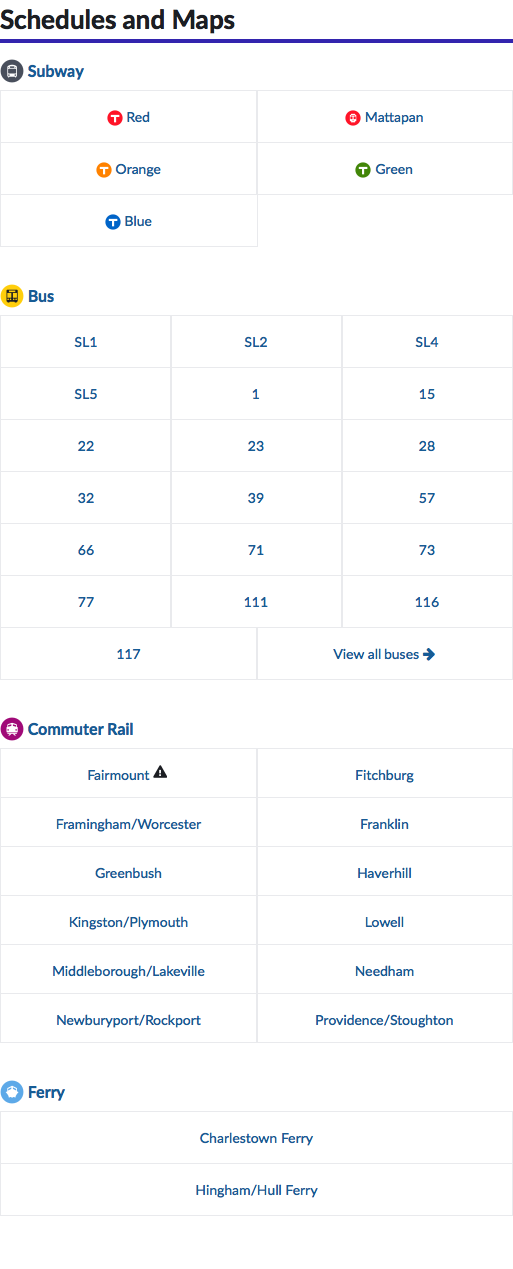 Schedules and Maps
Subway
Red Mattapan
Orange Green
Blue
Bus
SL1 SL2 SL4
SL5 1 15
22 23 28
32 39 57
66 71 73
77 111 116
117 View all buses
Commuter Rail
Fairmount Fitchburg
Framingham/Worcester Franklin
Greenbush Haverhill
Kingston/Plymouth Lowell
Middleborough/Lakeville Needham
Newburyport/Rockport Providence/Stoughton
Ferry
Charlestown Ferry
Hingham/Hull Ferry